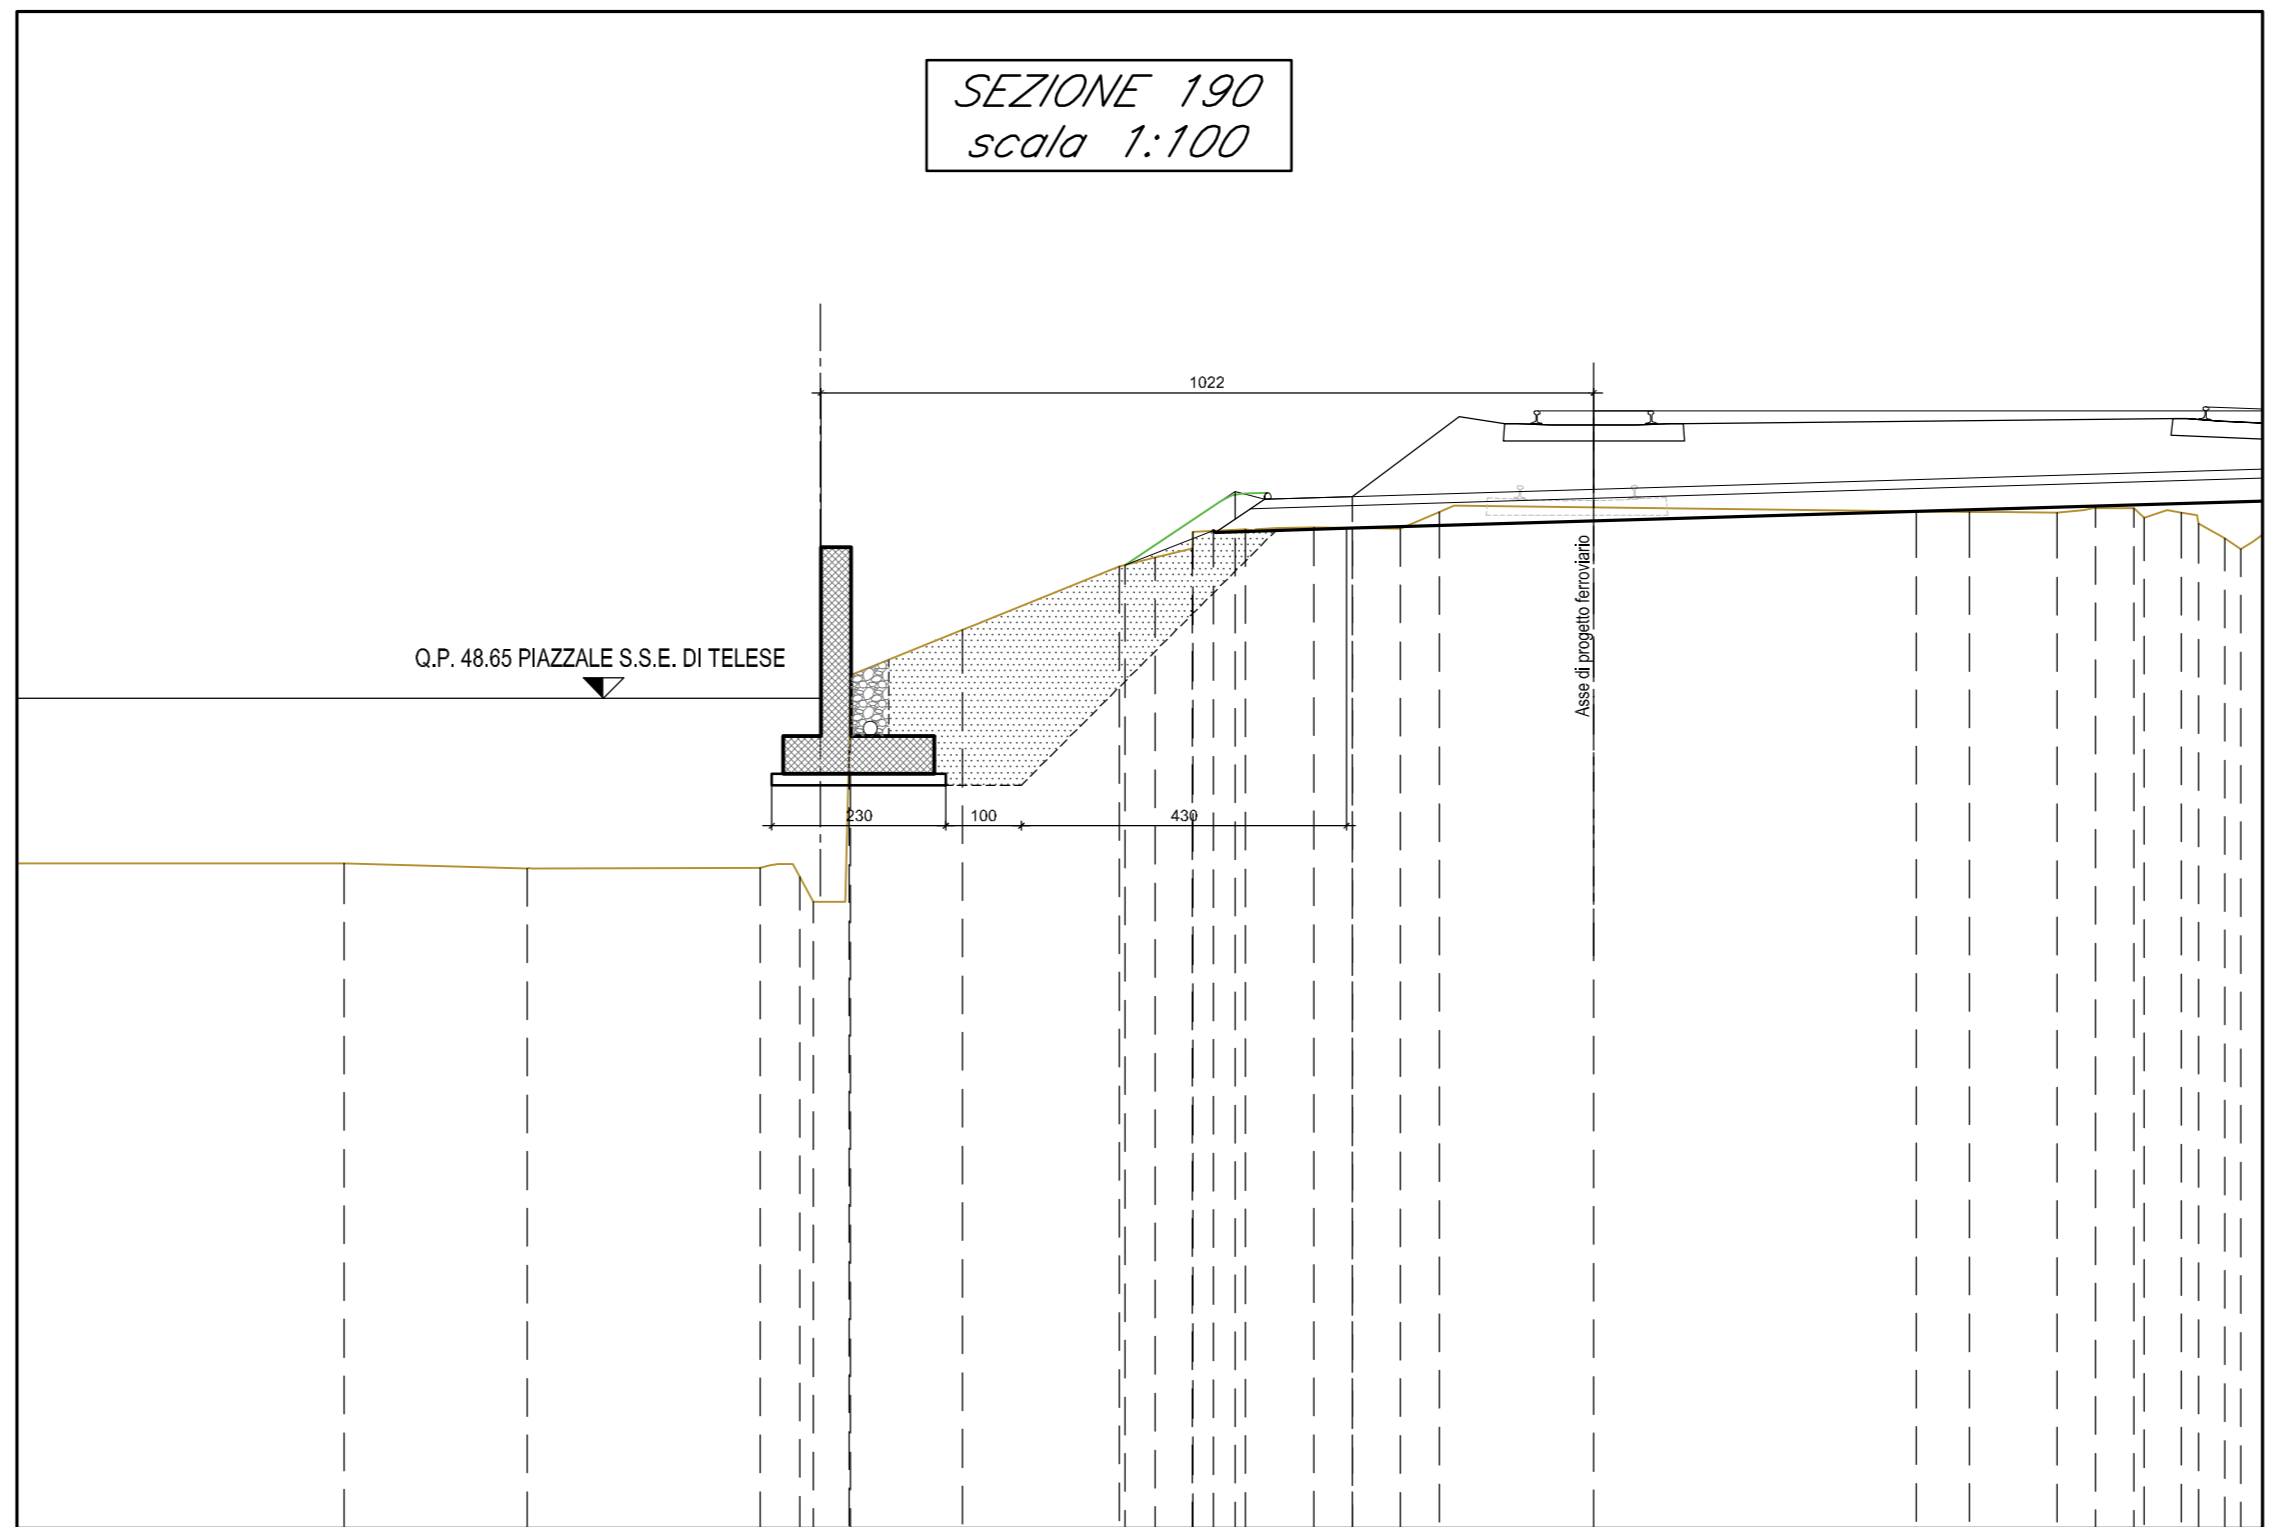 SEZIONE 190
scala 1:100
1022
Asse di progetto ferroviario
Q.P. 48.65 PIAZZALE S.S.E. DI TELESE
230
100
430